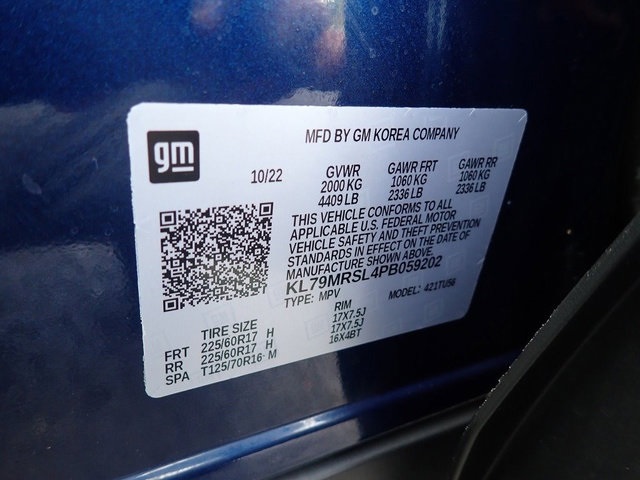 MFD BY GM KOREA COMPANY
gm
10/22
GVWR GAWR FRT GAWR RR
2000 KG 1060 KG 1060 KG
4409 LB 2336 LB 2336 LB
THIS VEHICLE CONFORMS TO ALL
APPLICABLE U.S. FEDERAL MOTOR
VEHICLE SAFETY AND THEFT PREVENTION
STANDARDS IN EFFECT ON THE DATE OF
MANUFACTURE SHOWN ABOVE.
KL79MRSL4PB059202
TYPE: MPV MODEL: 421TU56
TIRE SIZE RIM
FRT 225/60R17 H 17X7.5J
RR 225/60R17 H 17X7.5J
SPA T125/70R16 M 16X4BT